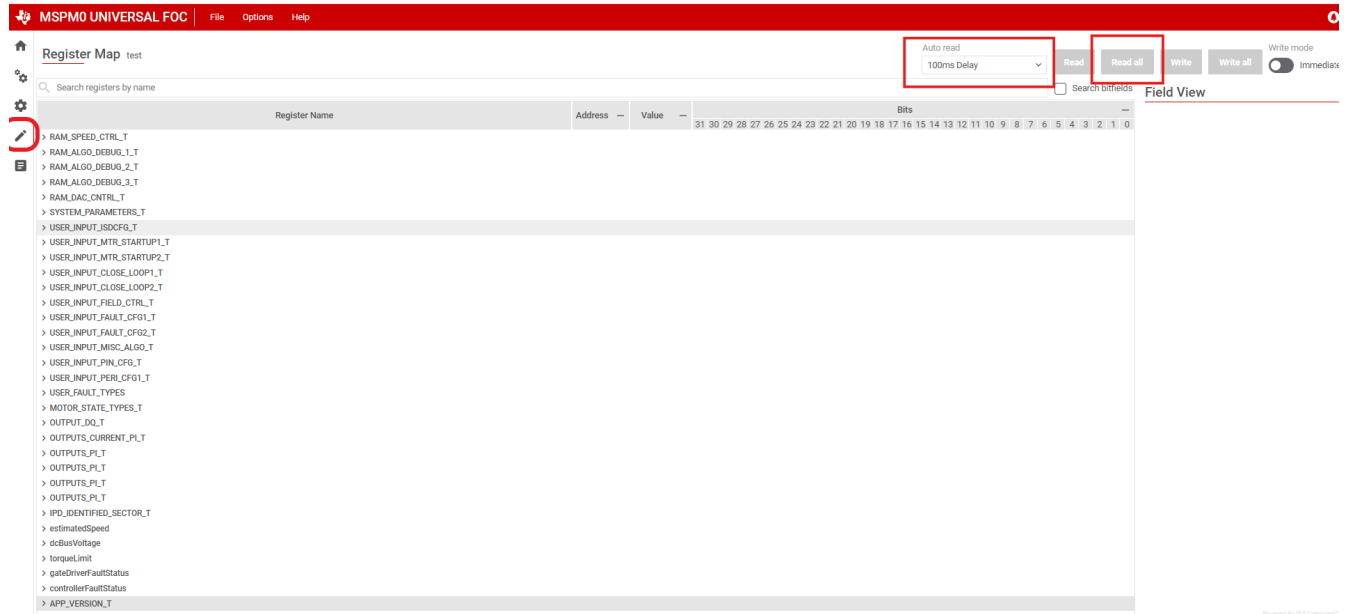 MSPM0 UNIVERSAL FOC File Options Help
Register Map test
Auto read
100ms Delay
Read
Read all
Write
Write all
Write mode
Immediate
Search registers by name
Search bitfields
Field View
Register Name
Address
Value
Bits
31 30 29 28 27 26 25 24 23 22 21 20 19 18 17 16 15 14 13 12 11 10 9 8 7 6 5 4 3 2 1 0
> RAM_SPEED_CTRL_T
> RAM_ALGO_DEBUG_1_T
> RAM_ALGO_DEBUG_2_T
> RAM_ALGO_DEBUG_3_T
> RAM_DAC_CNTRL_T
> SYSTEM_PARAMETERS_T
> USER_INPUT_ISDCFG_T
> USER_INPUT_MTR_STARTUP1_T
> USER_INPUT_MTR_STARTUP2_T
> USER_INPUT_CLOSE_LOOP1_T
> USER_INPUT_CLOSE_LOOP2_T
> USER_INPUT_FIELD_CTRL_T
> USER_INPUT_FAULT_CFG1_T
> USER_INPUT_FAULT_CFG2_T
> USER_INPUT_MISC_ALGO_T
> USER_INPUT_PIN_CFG_T
> USER_INPUT_PERI_CFG1_T
> USER_FAULT_TYPES
> MOTOR_STATE_TYPES_T
> OUTPUT_DQ_T
> OUTPUTS_CURRENT_PI_T
> OUTPUTS_PI_T
> OUTPUTS_PI_T
> OUTPUTS_PI_T
> OUTPUTS_PI_T
> IPD_IDENTIFIED_SECTOR_T
> estimatedSpeed
> dcBusVoltage
> torqueLimit
> gateDriverFaultStatus
> controllerFaultStatus
> APP_VERSION_T